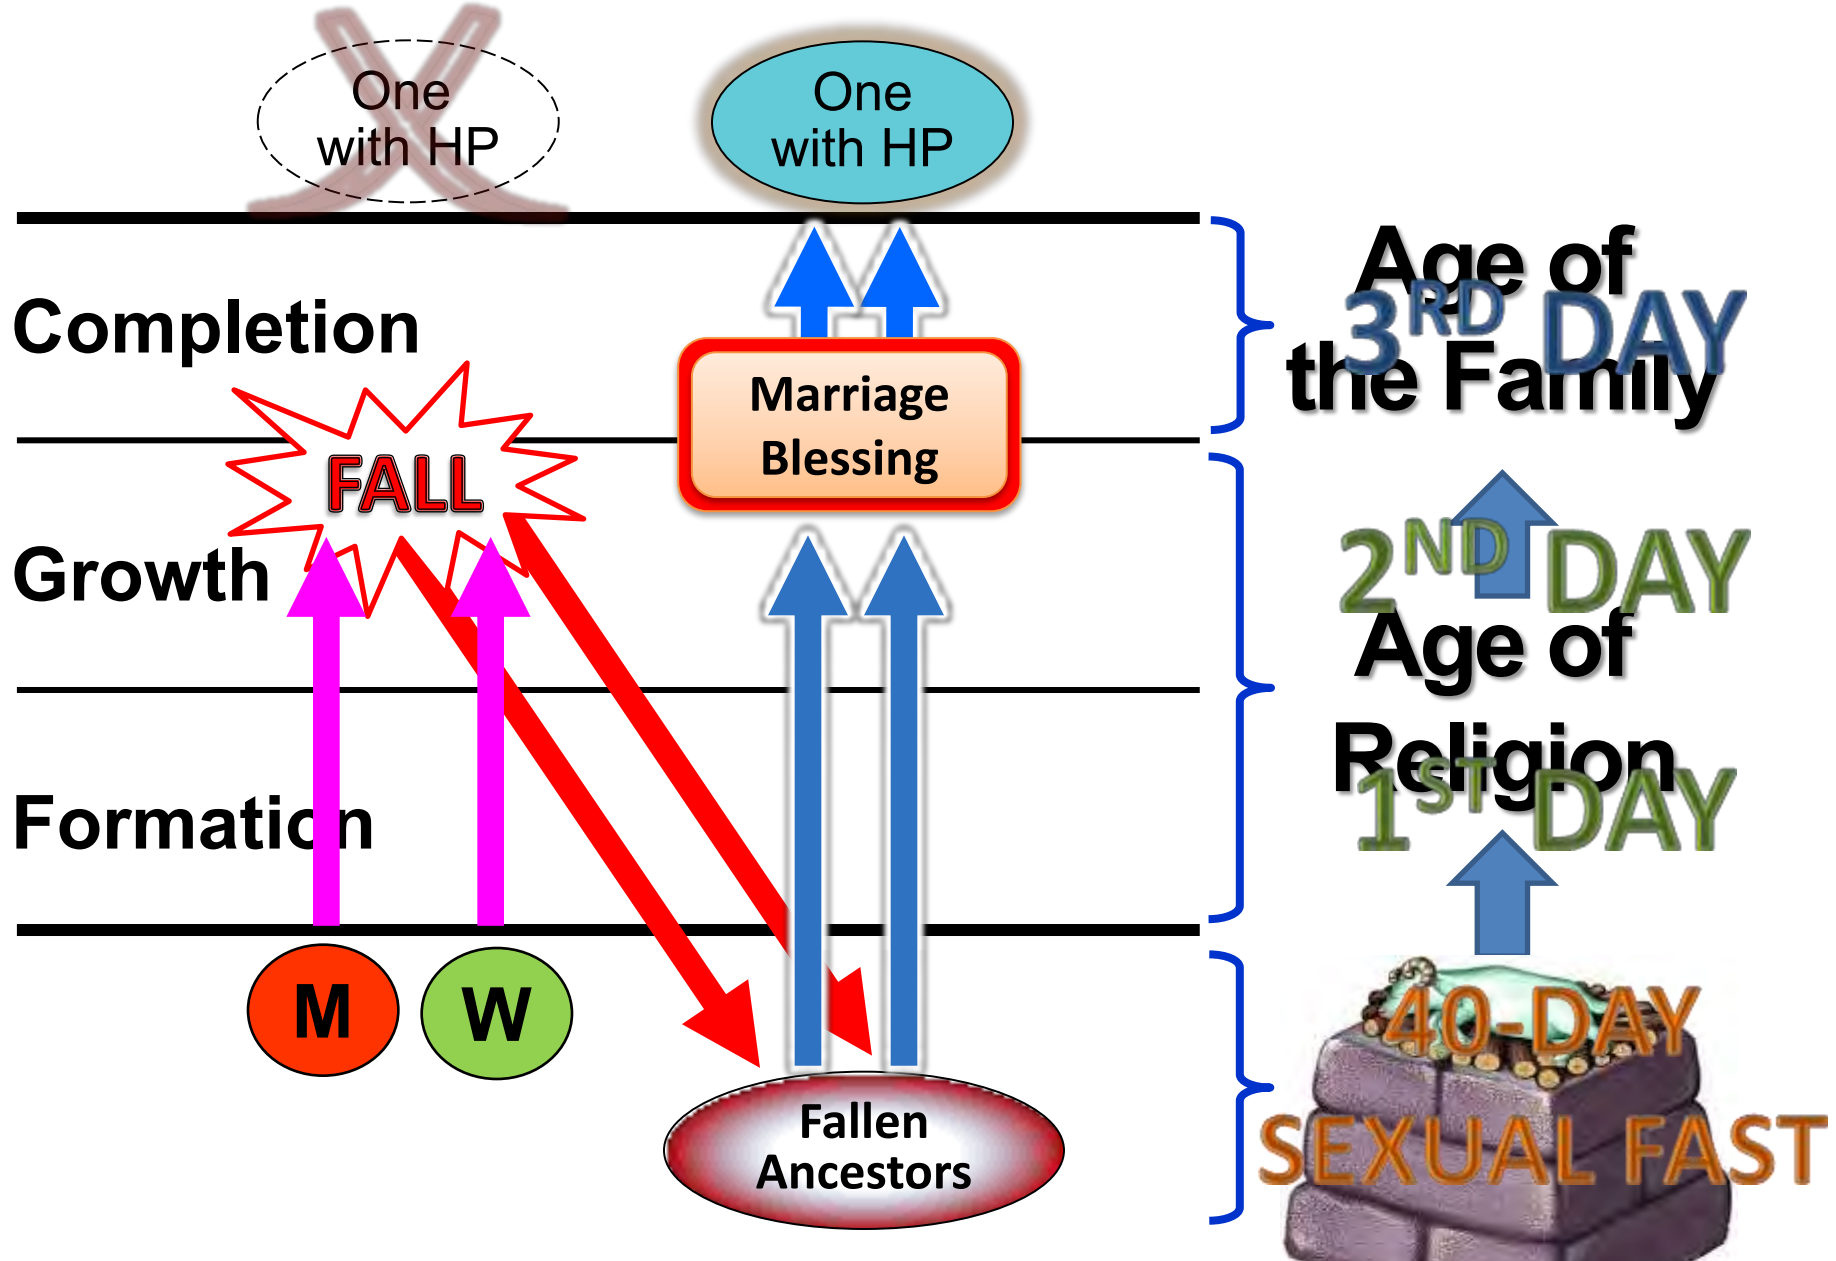 One
with HP
One
with HP
Completion
Age of
the Family
3RD DAY
Marriage
Blessing
FALL
Growth
2ND DAY
Age of
Religion
1ST DAY
Formation
M
W
Fallen
Ancestors
40-DAY
SEXUAL FAST